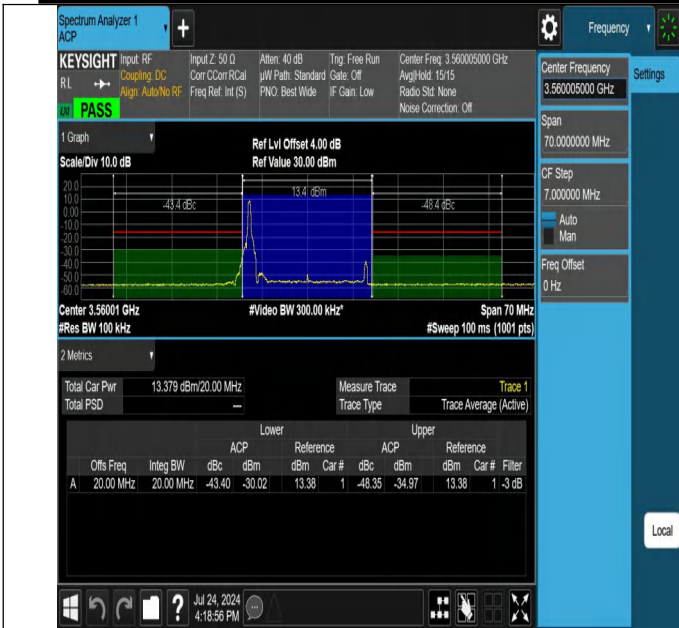 Spectrum Analyzer 1
ACP
Frequency
KEYSIGHT
Input: RF
Coupling: DC
Align: Auto/No RF
Input Z: 50 Ω
Corr CCorr RCal
Freq Ref: Int (S)
Atten: 40 dB
µW Path: Standard
PNO: Best Wide
Trig: Free Run
Gate: Off
IF Gain: Low
Center Freq: 3.560005000 GHz
Avg|Hold: 15/15
Radio Std: None
Noise Correction: Off
RL
PASS
Center Frequency
3.560005000 GHz
Settings
Span
70.0000000 MHz
CF Step
7.000000 MHz
Auto
Man
Freq Offset
0 Hz
1 Graph
Scale/Div 10.0 dB
Ref Lvl Offset 4.00 dB
Ref Value 30.00 dBm
20.0
10.0
0.00
-10.0
-20.0
-30.0
-40.0
-50.0
-60.0
-43.4 dBc
13.4 dBm
-48.4 dBc
Center 3.56001 GHz
#Video BW 300.00 kHz*
Span 70 MHz
#Res BW 100 kHz
#Sweep 100 ms (1001 pts)
2 Metrics
Total Car Pwr 13.379 dBm/20.00 MHz
Total PSD ---
Measure Trace Trace 1
Trace Type Trace Average (Active)
Lower Upper
ACP Reference ACP Reference
Offs Freq Integ BW dBc dBm dBm Car # dBc dBm dBm Car # Filter
A 20.00 MHz 20.00 MHz -43.40 -30.02 13.38 1 -48.35 -34.97 13.38 1 -3 dB
Local
?
Jul 24, 2024
4:18:56 PM